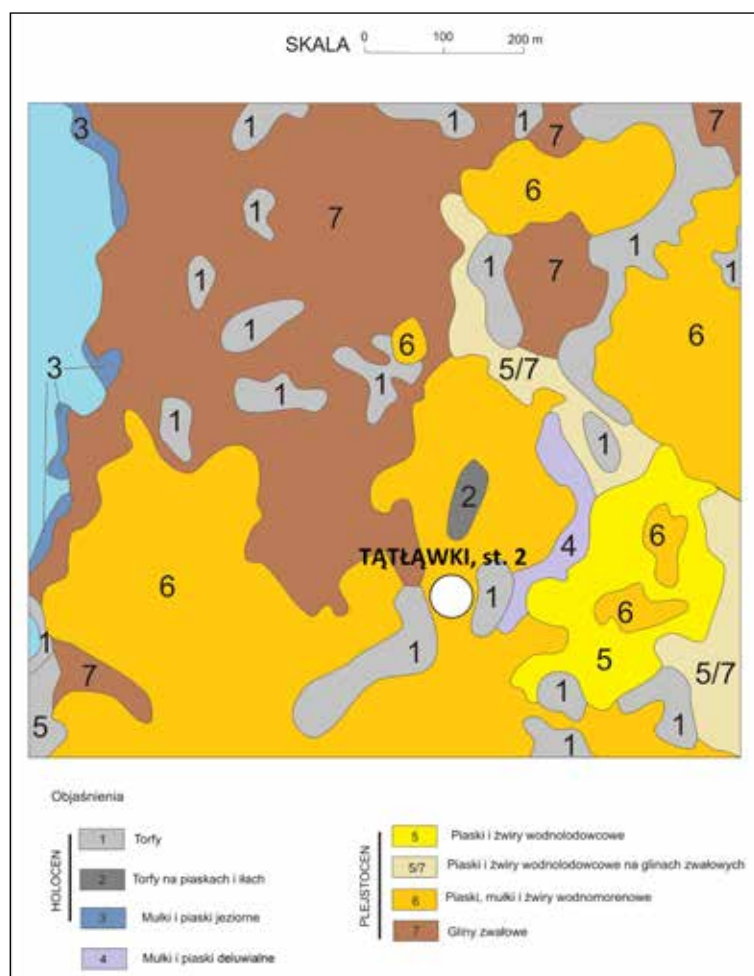 SKALA 0 100 200 m
3 1 1 1 7 7
6
1 7 1 1
1 7
1 1
6
3 1 6
5/7
1
1 1
2
6
TĄTŁĄWKI, st. 2
4
6 1 6
1
1 5
7 5/7
5 1 1
1
Objaśnienia
HOLOCEN
1 Torfy
2 Torfy na piaskach i iłach
3 Mułki i piaski jeziorne
4 Mułki i piaski deluwialne
PLEJSTOCEN
5 Piaski i żwiry wodnolodowcowe
5/7 Piaski i żwiry wodnolodowcowe na glinach zwałowych
6 Piaski, mułki i żwiry wodnomorenowe
7 Gliny zwałowe